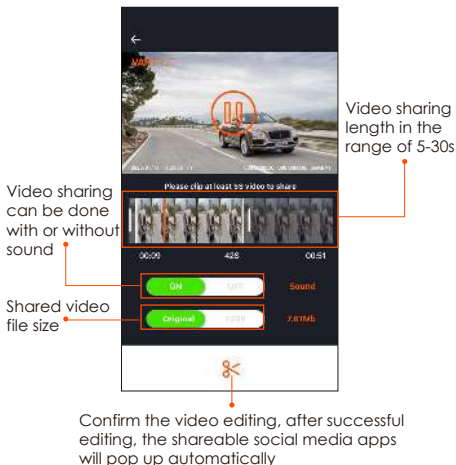 Video sharing
length in the
range of 5-30s
Please clip at least 5S video to share
Video sharing
can be done
with or without
sound
00:09 42S 00:51
ON OFF Sound
Shared video
file size
Original 720P 7.81Mb
Confirm the video editing, after successful
editing, the shareable social media apps
will pop up automatically